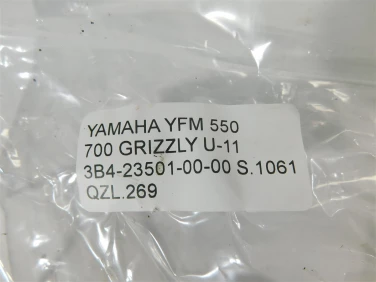 YAMAHA YFM 550
700 GRIZZLY U-11
3B4-23501-00-00 S.1061
QZL.269